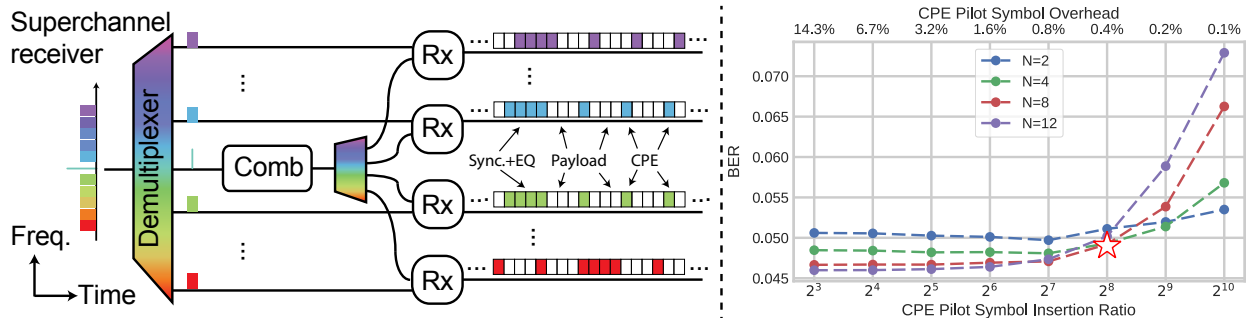 Superchannel
receiver
Freq.
Time
Demultiplexer
Comb
Rx
Rx
Rx
Rx
Sync.+EQ Payload CPE
CPE Pilot Symbol Overhead
14.3% 6.7% 3.2% 1.6% 0.8% 0.4% 0.2% 0.1%
N=2
N=4
N=8
N=12
BER
0.070
0.065
0.060
0.055
0.050
0.045
2³ 2⁴ 2⁵ 2⁶ 2⁷ 2⁸ 2⁹ 2¹⁰
CPE Pilot Symbol Insertion Ratio